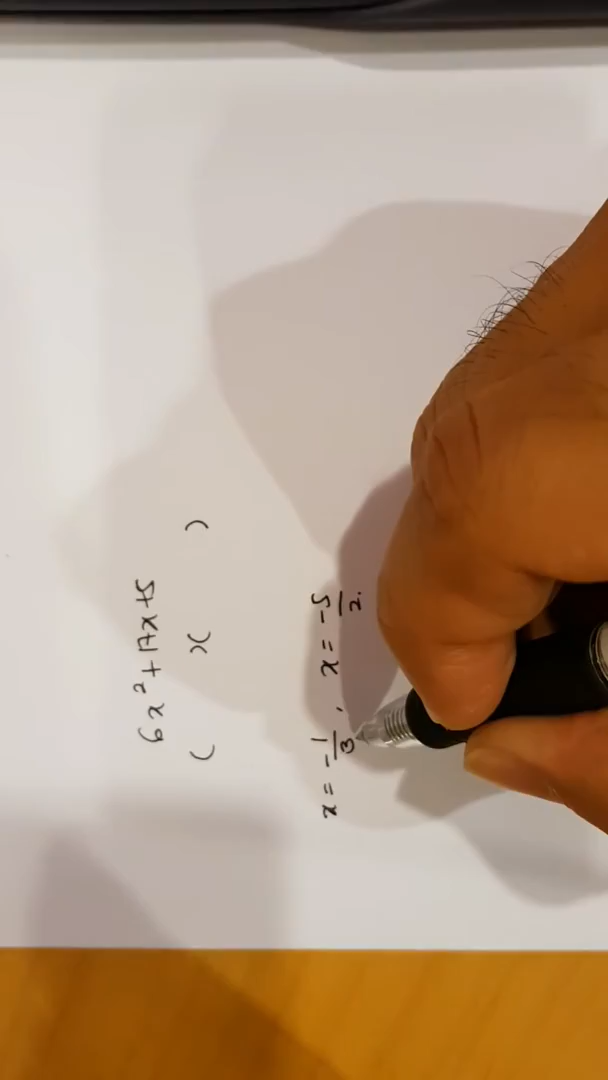 6x² + 17x + 5
(      )(      )
x = -1/3 , x = -5/2